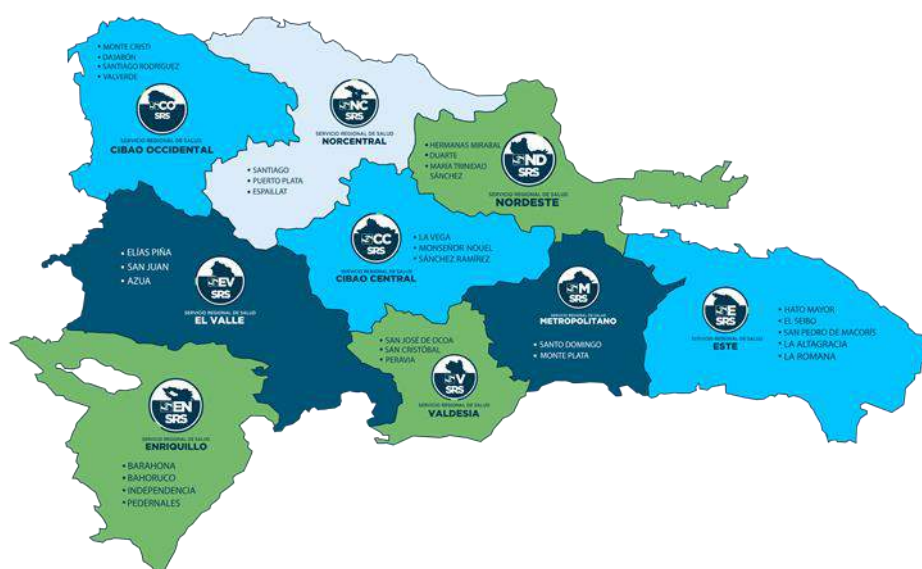 • MONTE CRISTI
• DAJABÓN
• SANTIAGO RODRÍGUEZ
• VALVERDE
CO
SRS
SERVICIO REGIONAL DE SALUD
CIBAO OCCIDENTAL
NC
SRS
SERVICIO REGIONAL DE SALUD
NORCENTRAL
• SANTIAGO
• PUERTO PLATA
• ESPAILLAT
• HERMANAS MIRABAL
• DUARTE
• MARÍA TRINIDAD
SÁNCHEZ
ND
SRS
SERVICIO REGIONAL DE SALUD
NORDESTE
• ELÍAS PIÑA
• SAN JUAN
• AZUA
EV
SRS
SERVICIO REGIONAL DE SALUD
EL VALLE
CC
SRS
SERVICIO REGIONAL DE SALUD
CIBAO CENTRAL
• LA VEGA
• MONSEÑOR NOUEL
• SÁNCHEZ RAMÍREZ
M
SRS
SERVICIO REGIONAL DE SALUD
METROPOLITANO
• SANTO DOMINGO
• MONTE PLATA
E
SRS
SERVICIO REGIONAL DE SALUD
ESTE
• HATO MAYOR
• EL SEIBO
• SAN PEDRO DE MACORÍS
• LA ALTAGRACIA
• LA ROMANA
• SAN JOSÉ DE OCOA
• SAN CRISTÓBAL
• PERAVIA
V
SRS
SERVICIO REGIONAL DE SALUD
VALDESIA
EN
SRS
SERVICIO REGIONAL DE SALUD
ENRIQUILLO
• BARAHONA
• BAHORUCO
• INDEPENDENCIA
• PEDERNALES